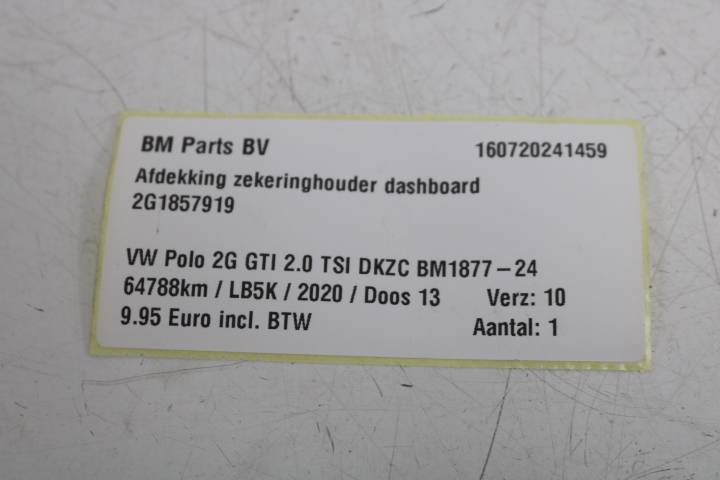 BM Parts BV 160720241459
Afdekking zekeringhouder dashboard
2G1857919
VW Polo 2G GTI 2.0 TSI DKZC BM1877-24
64788km / LB5K / 2020 / Doos 13 Verz: 10
9.95 Euro incl. BTW Aantal: 1